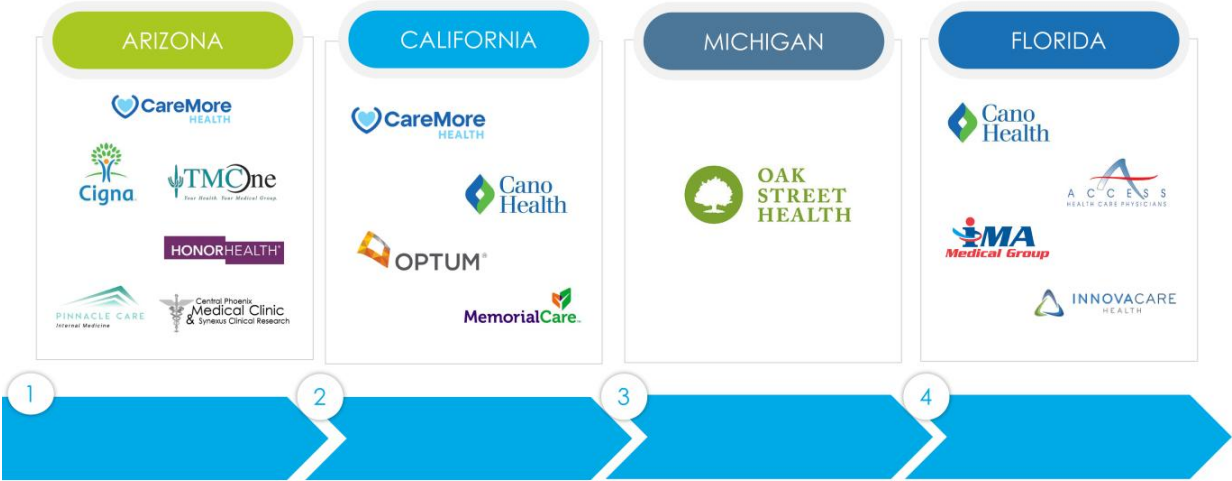 ARIZONA
CareMore
HEALTH
Cigna
TMCOne
Your Health. Your Medical Group.
HONORHEALTH
PINNACLE CARE
Internal Medicine
Central Phoenix
Medical Clinic
& Synexus Clinical Research
CALIFORNIA
CareMore
HEALTH
Cano
Health
OPTUM®
MemorialCare
MICHIGAN
OAK
STREET
HEALTH
FLORIDA
Cano
Health
ACCESS
HEALTH CARE PHYSICIANS
iMA
Medical Group
INNOVACARE
HEALTH
1
2
3
4